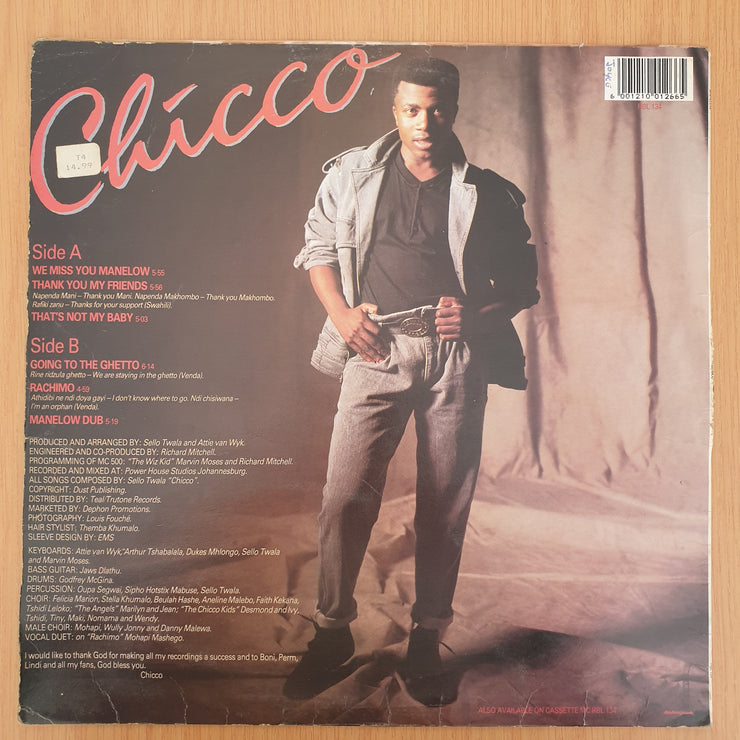 Chicco
T4
14.99
6 001210 012665
RBL 134
Side A
WE MISS YOU MANELOW 5·55
THANK YOU MY FRIENDS 5·56
Napenda Mani – Thank you Mani. Napenda Makhombo – Thank you Makhombo.
Rafiki zanu – Thanks for your support (Swahili).
THAT'S NOT MY BABY 5·03
Side B
GOING TO THE GHETTO 6·14
Rine ridzula ghetto – We are staying in the ghetto (Venda).
RACHIMO 4·59
Athidibi ne ndi doya gayi – I don't know where to go. Ndi chisiwana –
I'm an orphan (Venda).
MANELOW DUB 5·19
PRODUCED AND ARRANGED BY: Sello Twala and Attie van Wyk.
ENGINEERED AND CO-PRODUCED BY: Richard Mitchell.
PROGRAMMING OF MC 500: "The Wiz Kid" Marvin Moses and Richard Mitchell.
RECORDED AND MIXED AT: Power House Studios Johannesburg.
ALL SONGS COMPOSED BY: Sello Twala "Chicco".
COPYRIGHT: Dust Publishing.
DISTRIBUTED BY: Teal Trutone Records.
MARKETED BY: Dephon Promotions.
PHOTOGRAPHY: Louis Fouché.
HAIR STYLIST: Themba Khumalo.
SLEEVE DESIGN BY: EMS
KEYBOARDS: Attie van Wyk, Arthur Tshabalala, Dukes Mhlongo, Sello Twala
and Marvin Moses.
BASS GUITAR: Jaws Dlathu.
DRUMS: Godfrey McGina.
PERCUSSION: Oupa Segwai, Sipho Hotstix Mabuse, Sello Twala.
CHOIR: Felicia Marion, Stella Khumalo, Beulah Hashe, Aneline Malebo, Faith Kekana,
Tshidi Leloko; "The Angels" Marilyn and Jean; "The Chicco Kids" Desmond and Ivy,
Tshidi, Tiny, Maki, Nomama and Wendy.
MALE CHOIR: Mohapi, Wully Jonny and Danny Malewa.
VOCAL DUET: on "Rachimo" Mohapi Mashego.
I would like to thank God for making all my recordings a success and to Boni, Perm,
Lindi and all my fans, God bless you.
Chicco
ALSO AVAILABLE ON CASSETTE MCRBL 134